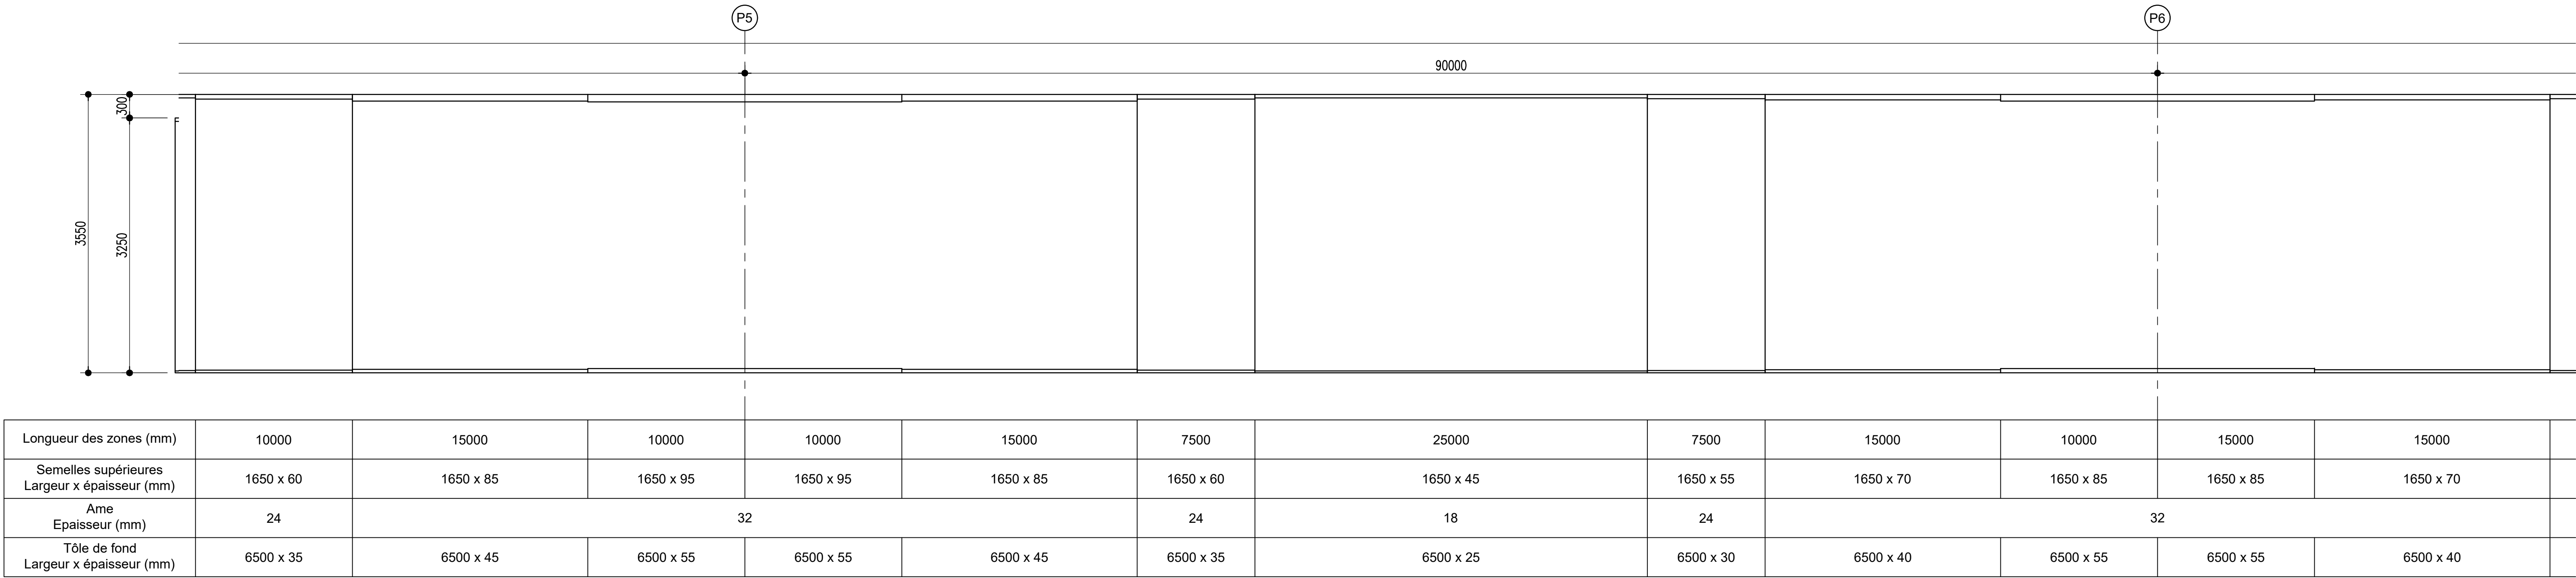 P5
P6
90000
300
3550
3250
Longueur des zones (mm) 10000 15000 10000 10000 15000 7500 25000 7500 15000 10000 15000 15000
Semelles supérieures
Largeur x épaisseur (mm) 1650 x 60 1650 x 85 1650 x 95 1650 x 95 1650 x 85 1650 x 60 1650 x 45 1650 x 55 1650 x 70 1650 x 85 1650 x 85 1650 x 70
Ame
Epaisseur (mm) 24 32 24 18 24 32
Tôle de fond
Largeur x épaisseur (mm) 6500 x 35 6500 x 45 6500 x 55 6500 x 55 6500 x 45 6500 x 35 6500 x 25 6500 x 30 6500 x 40 6500 x 55 6500 x 55 6500 x 40